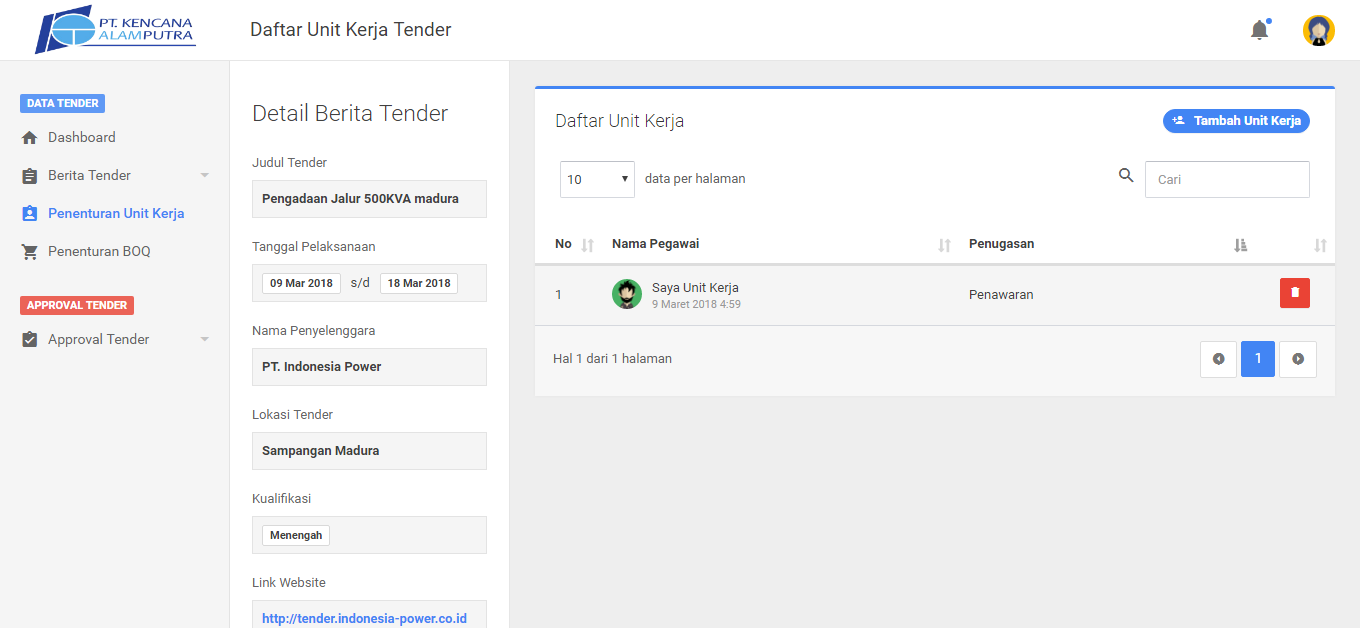 PT. KENCANA
ALAMPUTRA
Daftar Unit Kerja Tender
DATA TENDER
Dashboard
Berita Tender
Penenturan Unit Kerja
Penenturan BOQ
APPROVAL TENDER
Approval Tender
Detail Berita Tender
Judul Tender
Pengadaan Jalur 500KVA madura
Tanggal Pelaksanaan
09 Mar 2018 s/d 18 Mar 2018
Nama Penyelenggara
PT. Indonesia Power
Lokasi Tender
Sampangan Madura
Kualifikasi
Menengah
Link Website
http://tender.indonesia-power.co.id
Daftar Unit Kerja
Tambah Unit Kerja
10 data per halaman
Cari
No Nama Pegawai Penugasan
1 Saya Unit Kerja Penawaran
9 Maret 2018 4:59
Hal 1 dari 1 halaman
1